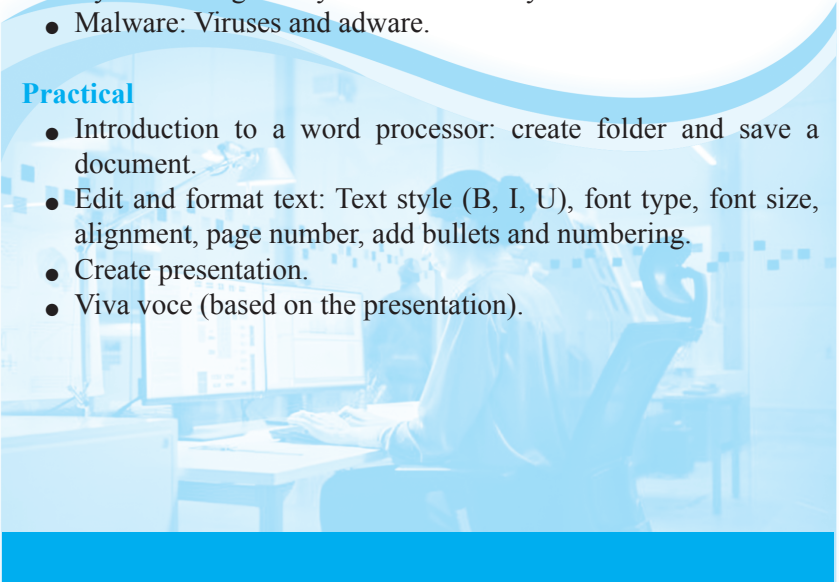 ● Malware: Viruses and adware.
Practical
● Introduction to a word processor: create folder and save a
document.
● Edit and format text: Text style (B, I, U), font type, font size,
alignment, page number, add bullets and numbering.
● Create presentation.
● Viva voce (based on the presentation).